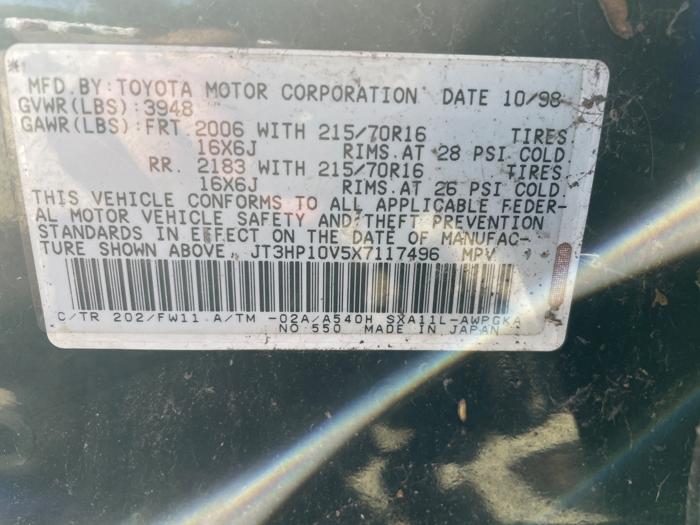 MFD.BY:TOYOTA MOTOR CORPORATION DATE 10/98
GVWR(LBS):3948
GAWR(LBS):FRT 2006 WITH 215/70R16 TIRES
16X6J RIMS.AT 28 PSI COLD
RR. 2183 WITH 215/70R16 TIRES
16X6J RIMS.AT 26 PSI COLD
THIS VEHICLE CONFORMS TO ALL APPLICABLE FEDER-
AL MOTOR VEHICLE SAFETY AND THEFT PREVENTION
STANDARDS IN EFFECT ON THE DATE OF MANUFAC-
TURE SHOWN ABOVE. JT3HP10V5X7117496 MPV
C/TR 202/FW11 A/TM -02A/A540H SXA11L-AWPGKA
NO 550 MADE IN JAPAN